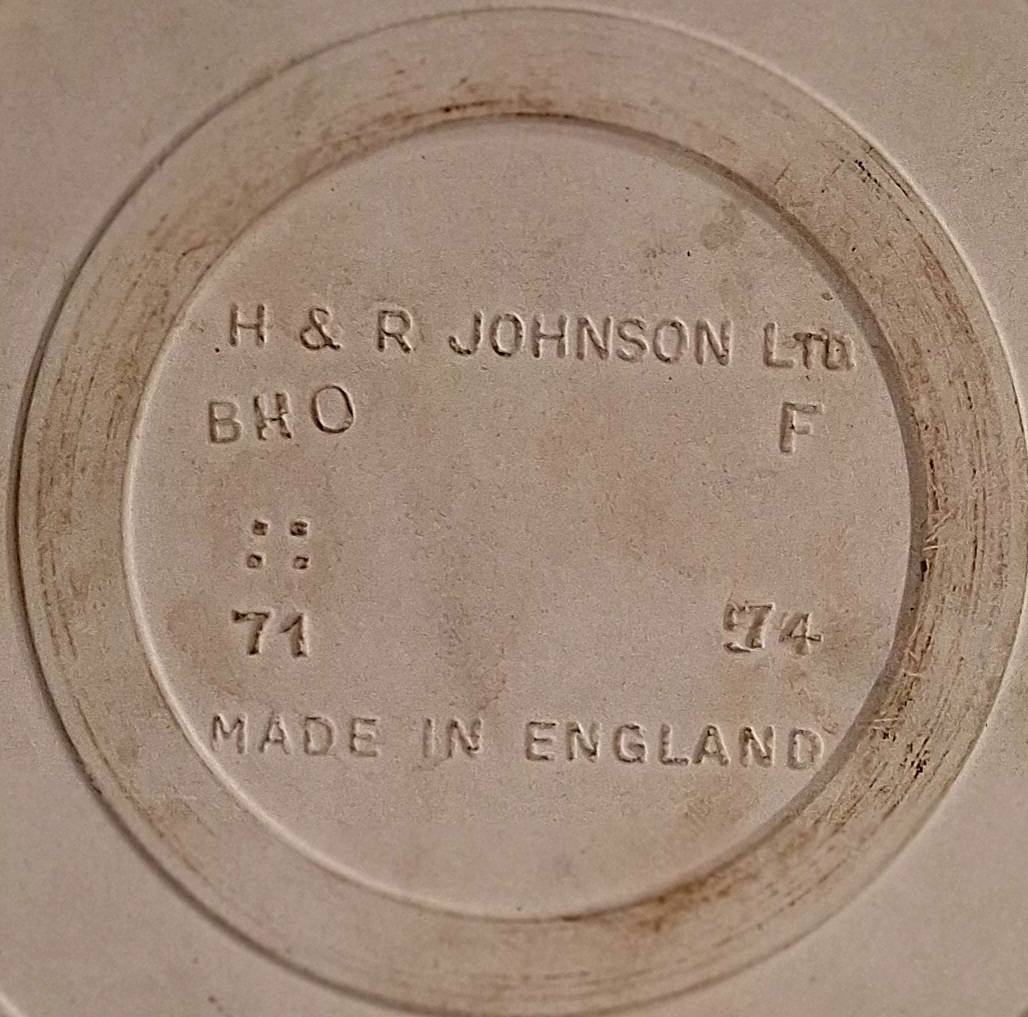 H & R JOHNSON LTD.
BHO F
71 74
MADE IN ENGLAND